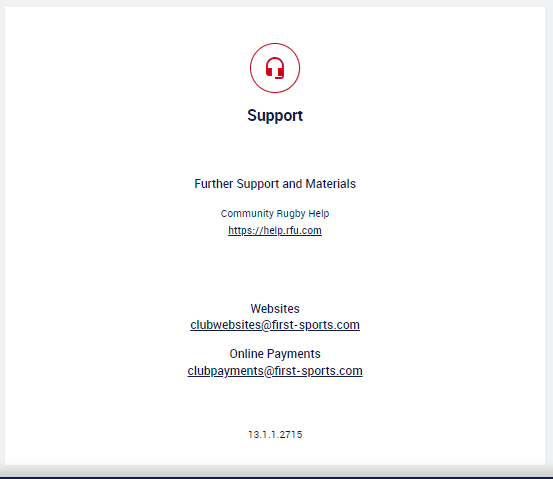 Support
Further Support and Materials
Community Rugby Help
https://help.rfu.com
Websites
clubwebsites@first-sports.com
Online Payments
clubpayments@first-sports.com
13.1.1.2715